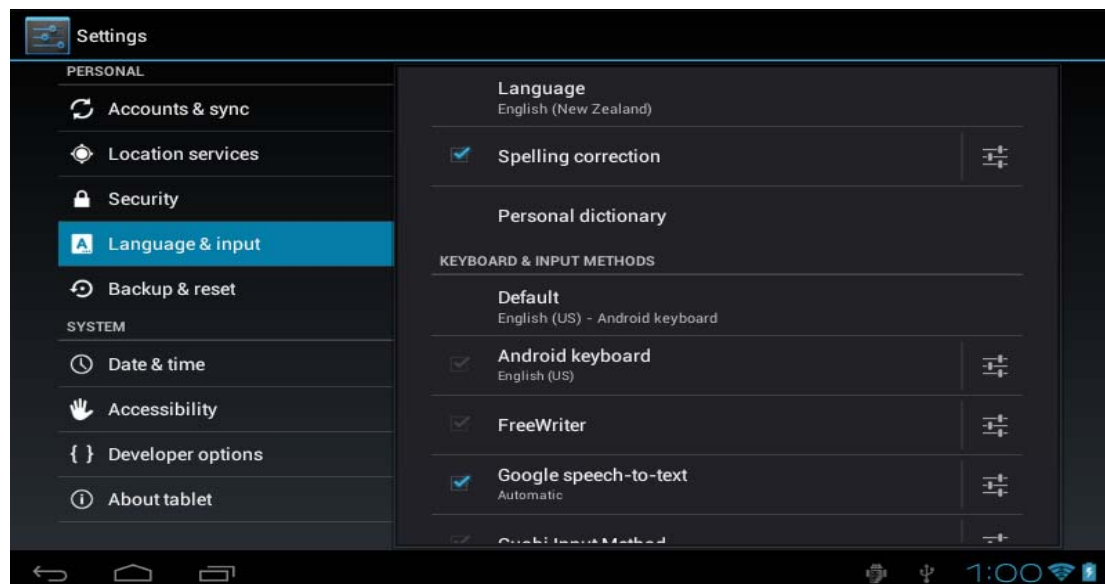 Settings
PERSONAL
Accounts & sync
Location services
Security
Language & input
Backup & reset
SYSTEM
Date & time
Accessibility
{ } Developer options
About tablet
Language
English (New Zealand)
Spelling correction
Personal dictionary
KEYBOARD & INPUT METHODS
Default
English (US) - Android keyboard
Android keyboard
English (US)
FreeWriter
Google speech-to-text
Automatic
Input Method
1:00